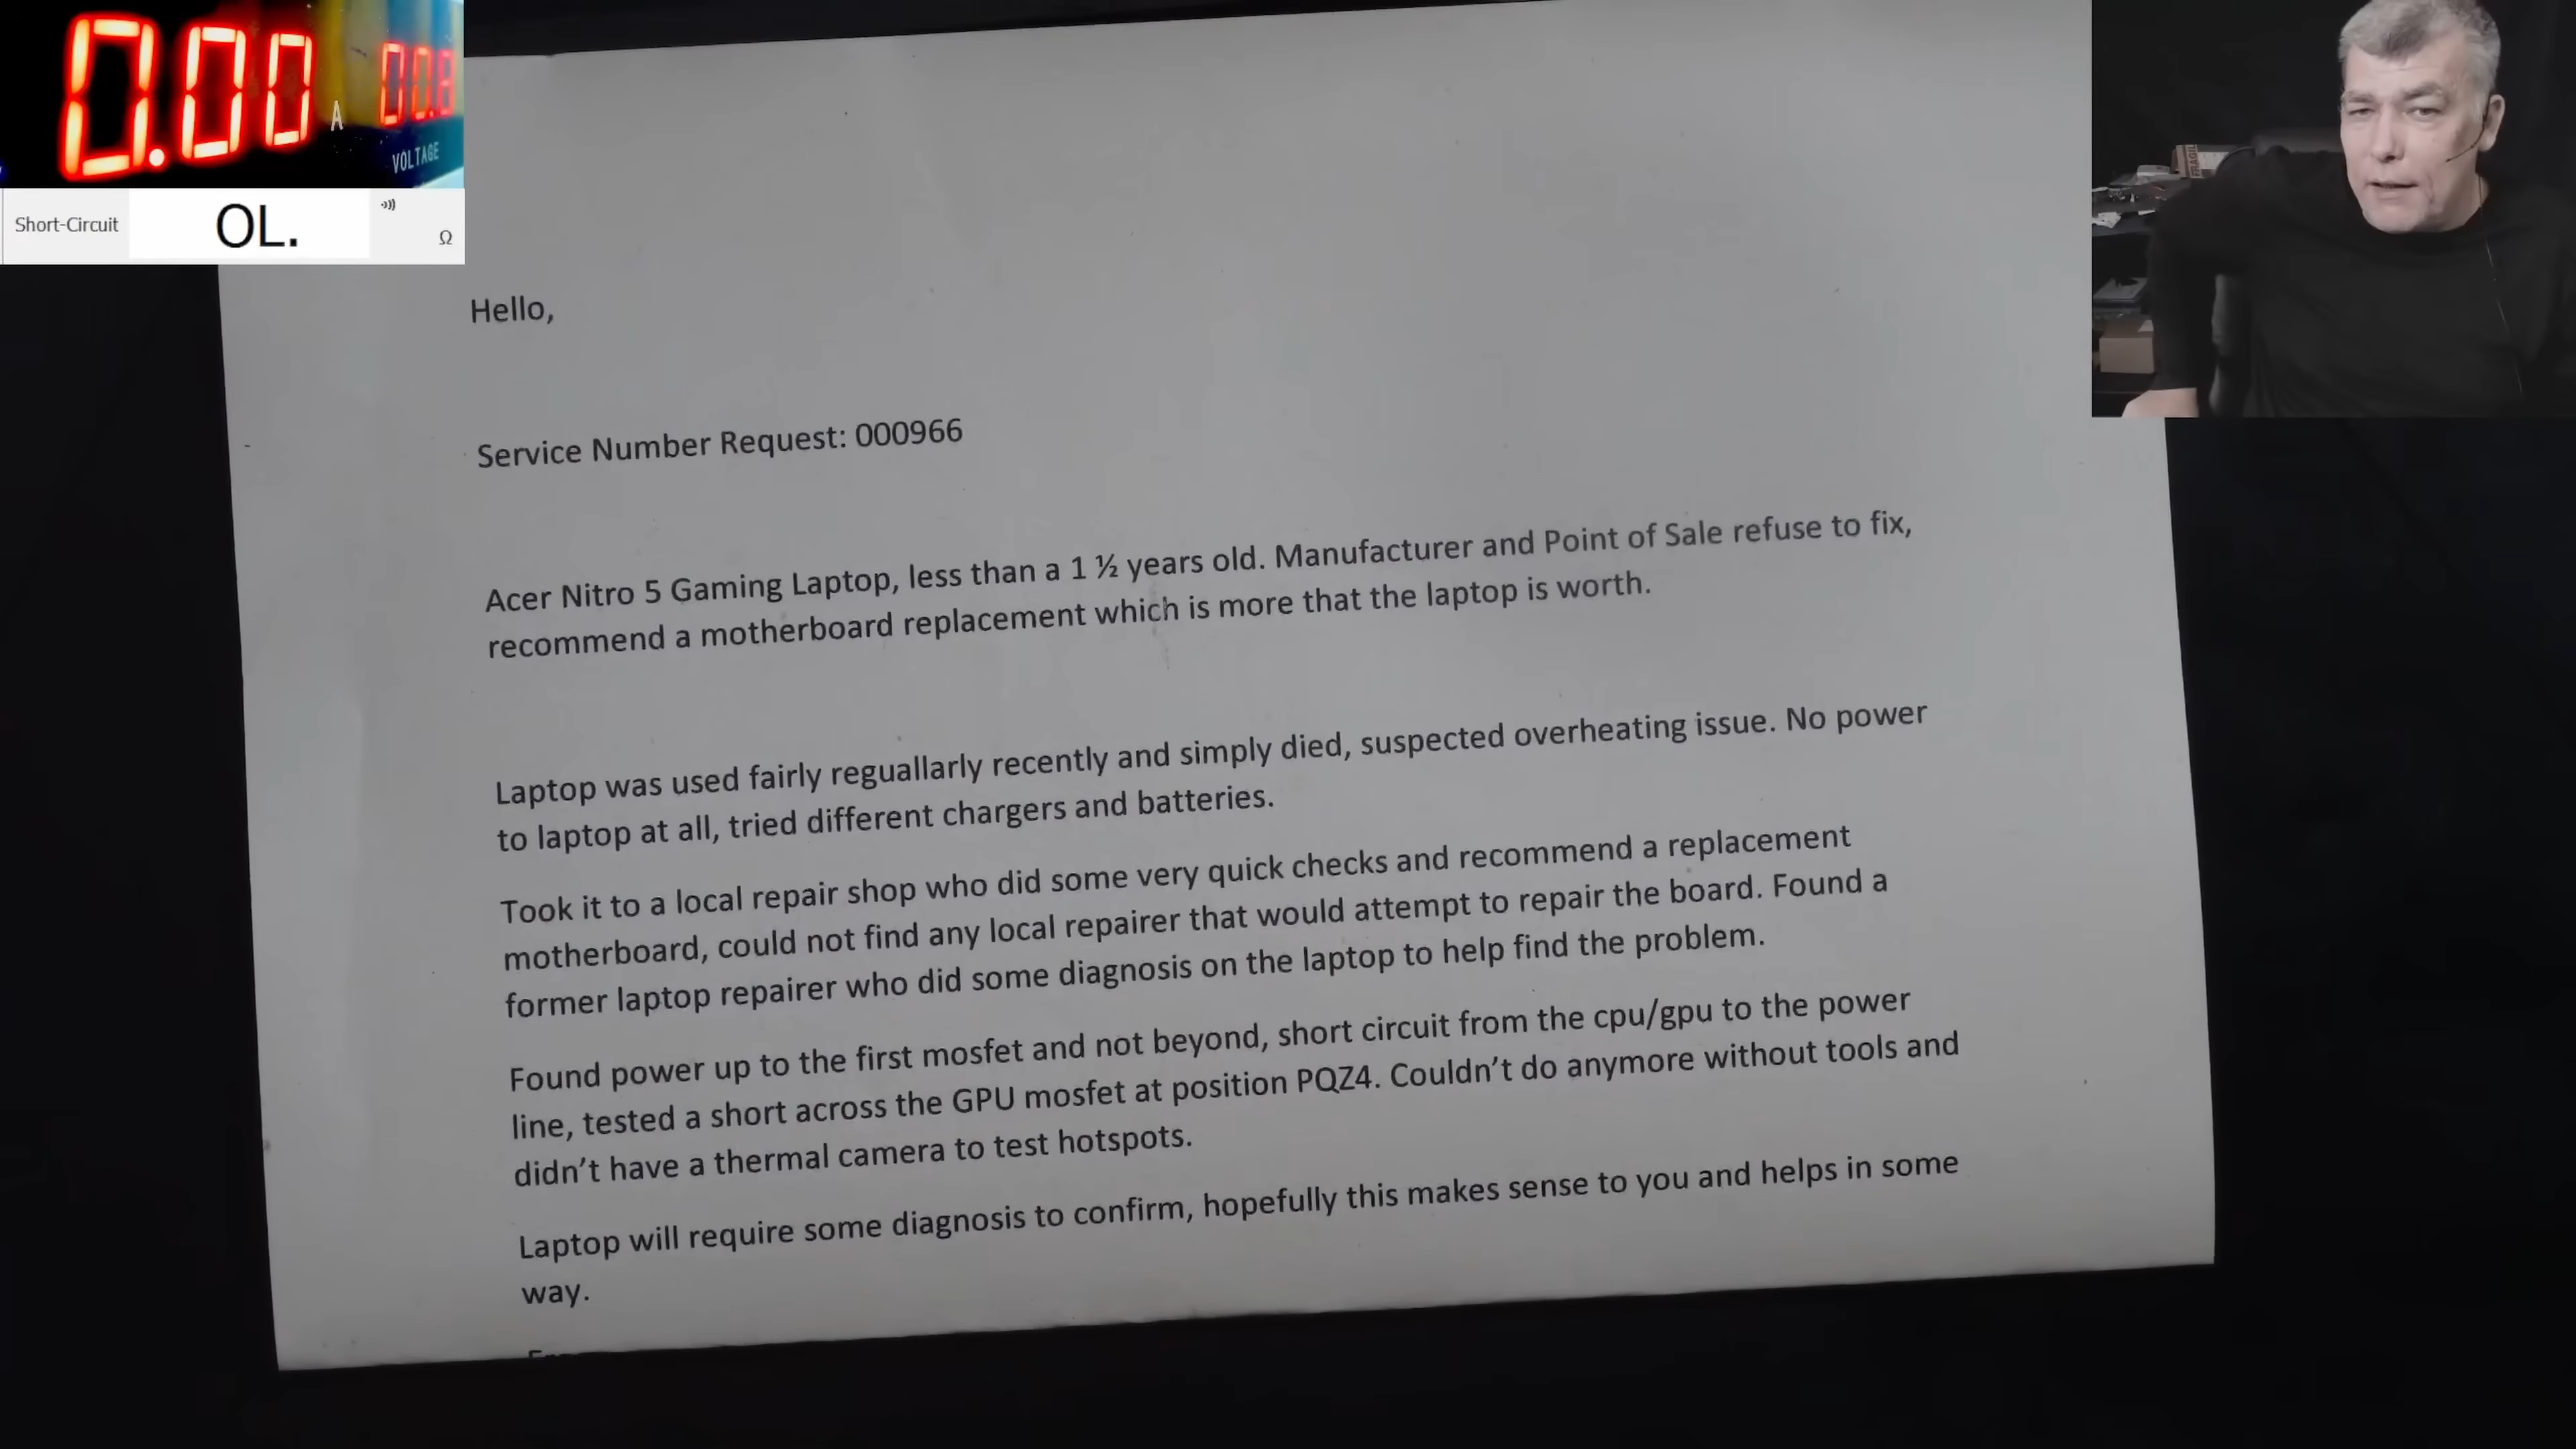 0.00 A 00.8
VOLTAGE
Short-Circuit OL. Ω
FRAGILE
Hello,
Service Number Request: 000966
Acer Nitro 5 Gaming Laptop, less than a 1 ½ years old. Manufacturer and Point of Sale refuse to fix,
recommend a motherboard replacement which is more that the laptop is worth.
Laptop was used fairly reguallarly recently and simply died, suspected overheating issue. No power
to laptop at all, tried different chargers and batteries.
Took it to a local repair shop who did some very quick checks and recommend a replacement
motherboard, could not find any local repairer that would attempt to repair the board. Found a
former laptop repairer who did some diagnosis on the laptop to help find the problem.
Found power up to the first mosfet and not beyond, short circuit from the cpu/gpu to the power
line, tested a short across the GPU mosfet at position PQZ4. Couldn't do anymore without tools and
didn't have a thermal camera to test hotspots.
Laptop will require some diagnosis to confirm, hopefully this makes sense to you and helps in some
way.